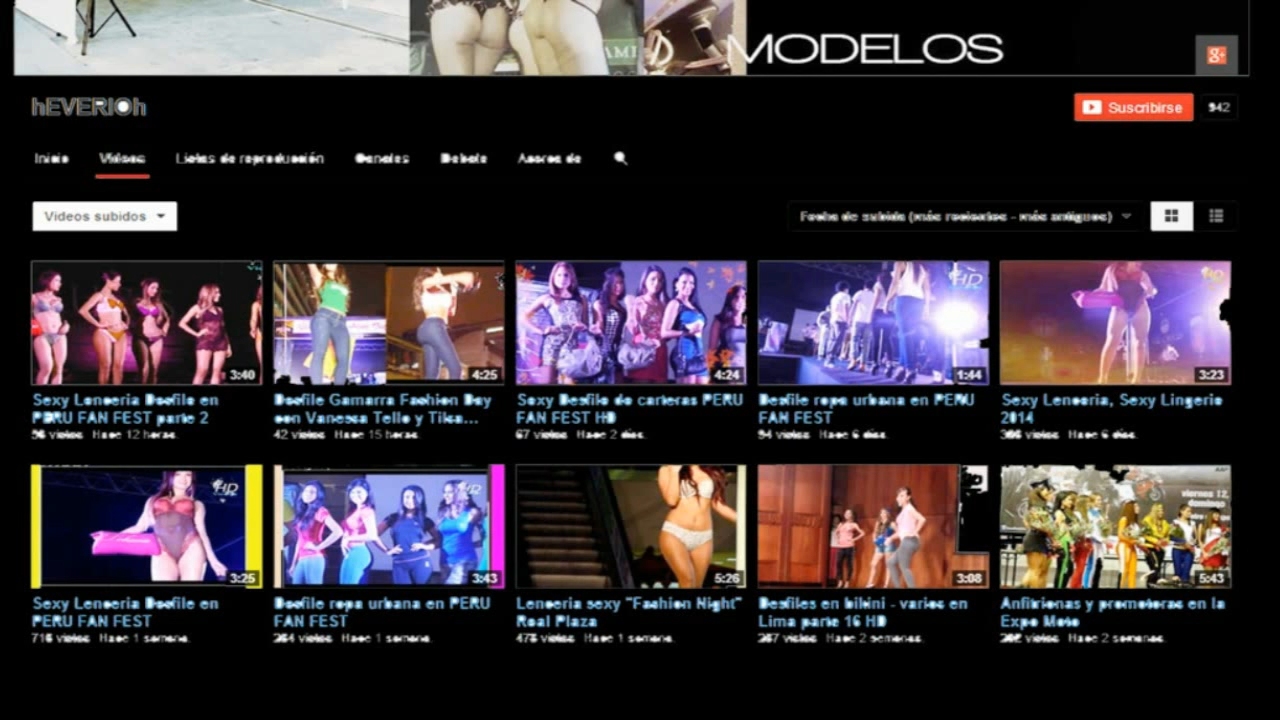 MODELOS
hEVERIOh
Suscribirse 942
Inicio Videos Listas de reproducción Canales Debate Acerca de
Videos subidos
Fecha de subida (más recientes - más antiguos)
3:40 4:25 4:24 1:44 3:23
Sexy Lenceria Desfile en
PERU FAN FEST parte 2
vistas Hace 12 horas
Desfile Gamarra Fashion Day
con Vanessa Tello y Tilsa...
42 vistas Hace 15 horas
Sexy Desfile de carteras PERU
FAN FEST HD
67 vistas Hace 2 días
Desfile ropa urbana en PERU
FAN FEST
94 vistas Hace 6 días
HD
Sexy Lenceria, Sexy Lingerie
2014
vistas Hace 6 días
HD
3:25 3:43 5:26 3:08 5:43
Sexy Lenceria Desfile en
PERU FAN FEST
vistas Hace 1 semana
HD
Desfile ropa urbana en PERU
FAN FEST
vistas Hace 1 semana
Lenceria sexy "Fashion Night"
Real Plaza
vistas Hace 1 semana
Desfiles en bikini - varios en
Lima parte 16 HD
vistas Hace 2 semanas
viernes 12,
domingo
Anfitrionas y promotoras en la
Expo Moto
vistas Hace 2 semanas